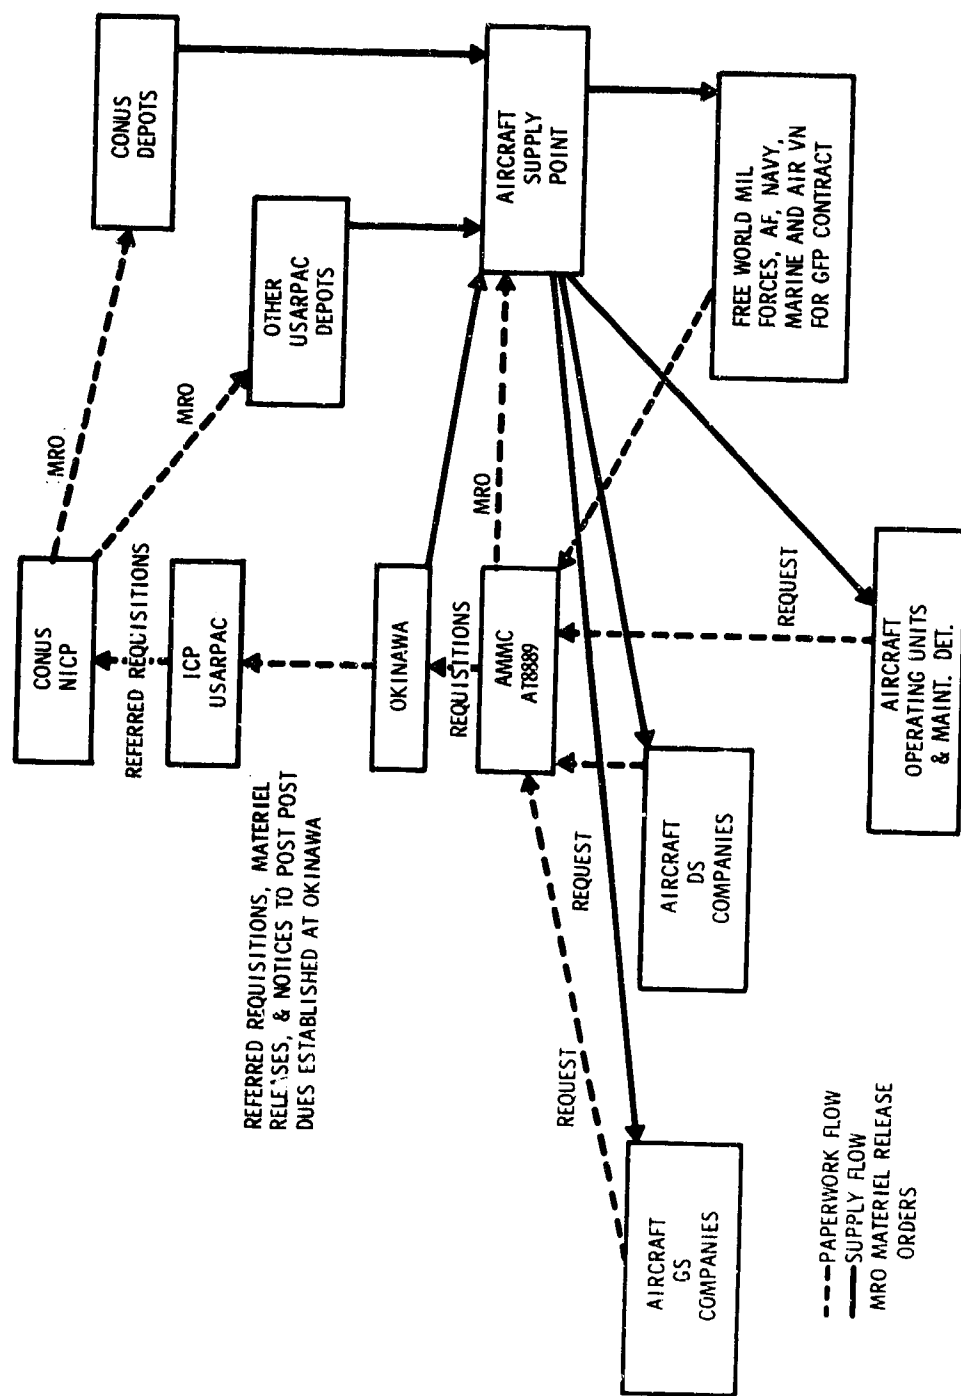 CONUS
NICP
MRO
CONUS
DEPOTS
REFERRED REQUISITIONS
MRO
ICP
USARPAC
OTHER
USARPAC
DEPOTS
REFERRED REQUISITIONS, MATERIEL
RELEASES, & NOTICES TO POST POST
DUES ESTABLISHED AT OKINAWA
OKINAWA
REQUISITIONS
AMMC
AT8889
MRO
AIRCRAFT
SUPPLY
POINT
REQUEST
REQUEST
AIRCRAFT
GS
COMPANIES
AIRCRAFT
DS
COMPANIES
FREE WORLD MIL
FORCES, AF, NAVY,
MARINE AND AIR VN
FOR GFP CONTRACT
REQUEST
AIRCRAFT
OPERATING UNITS
& MAINT. DET.
PAPERWORK FLOW
SUPPLY FLOW
MRO MATERIEL RELEASE
ORDERS